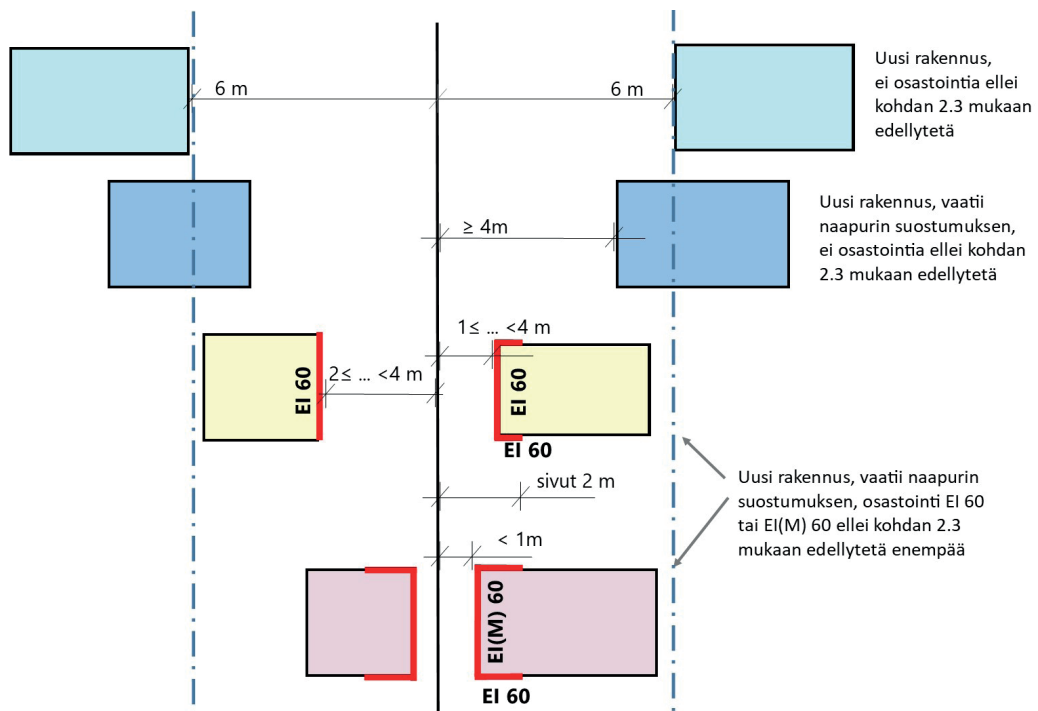 6 m
6 m
Uusi rakennus,
ei osastointia ellei
kohdan 2.3 mukaan
edellytetä
≥ 4m
Uusi rakennus, vaatii
naapurin suostumuksen,
ei osastointia ellei kohdan
2.3 mukaan edellytetä
1≤ ... <4 m
2≤ ... <4 m
EI 60
EI 60
EI 60
sivut 2 m
Uusi rakennus, vaatii naapurin
suostumuksen, osastointi EI 60
tai EI(M) 60 ellei kohdan 2.3
mukaan edellytetä enempää
< 1m
EI(M) 60
EI 60